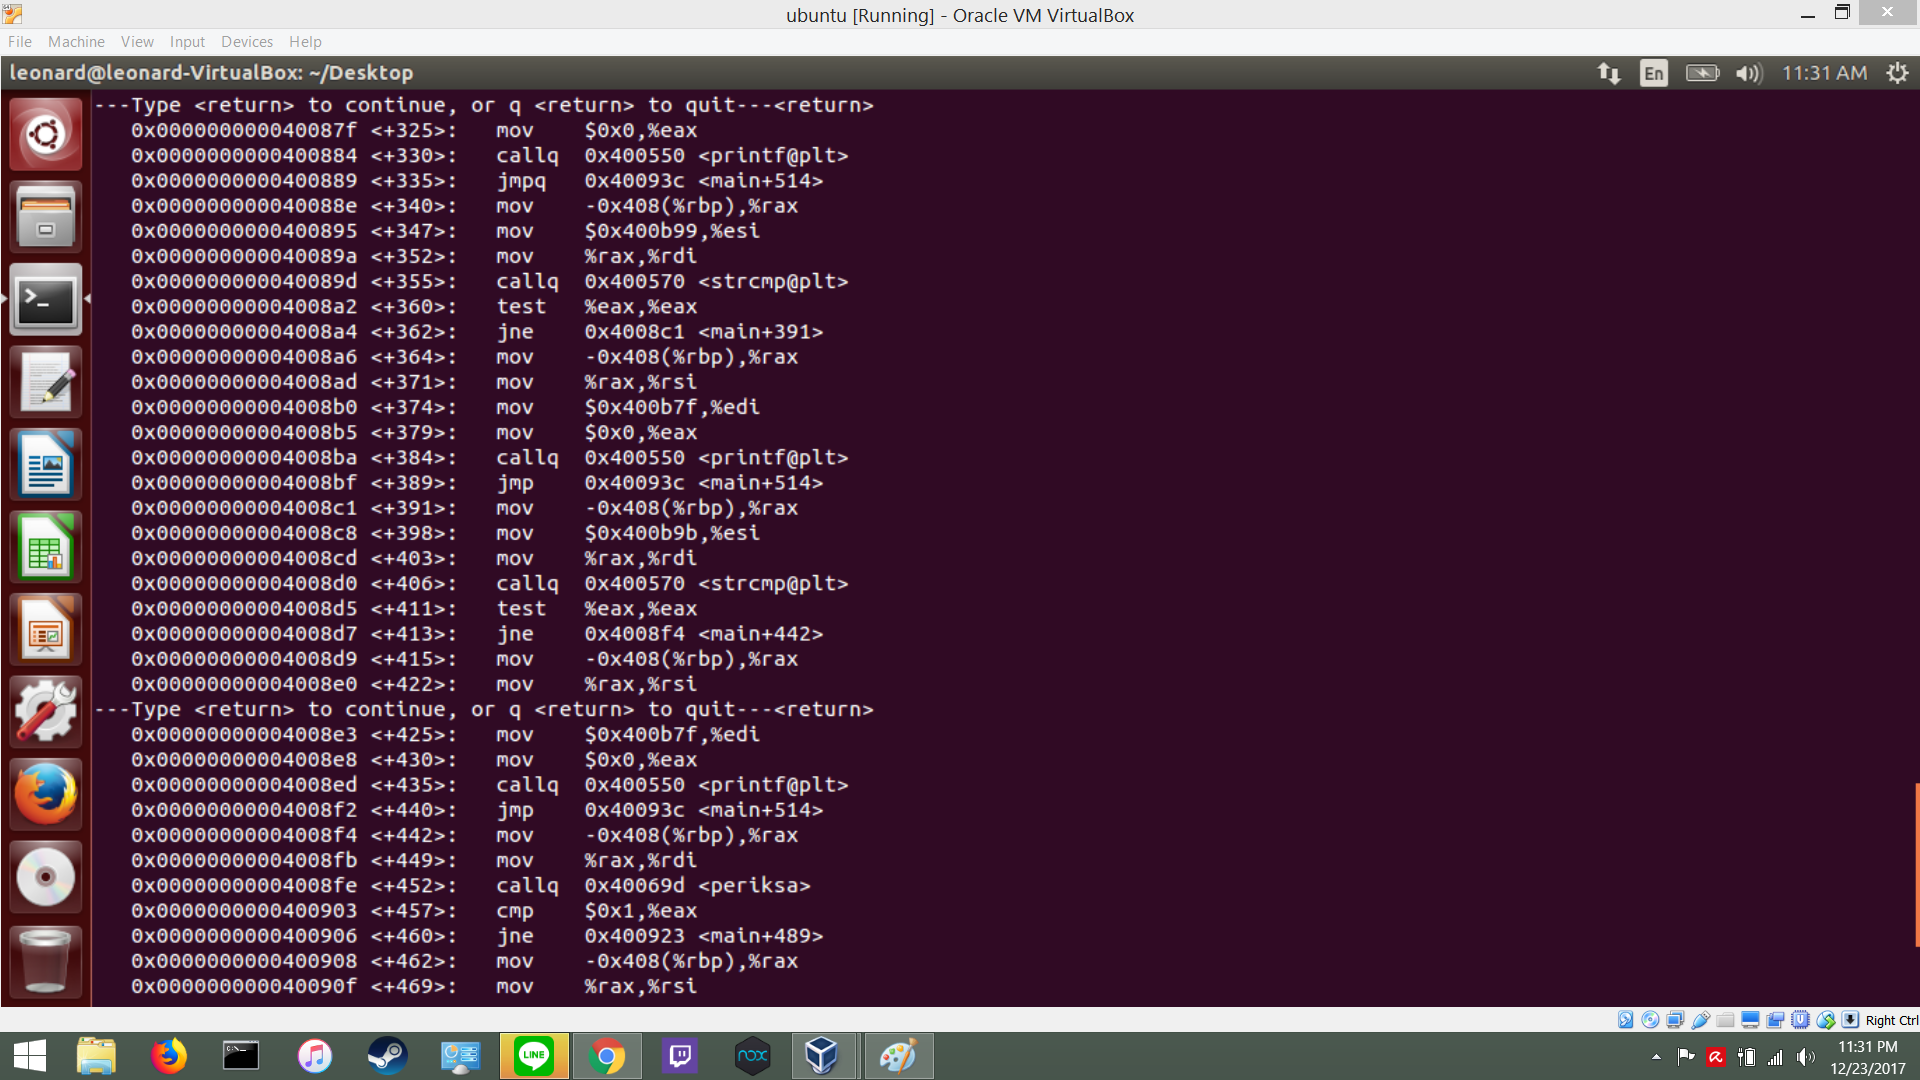 ubuntu [Running] - Oracle VM VirtualBox
File Machine View Input Devices Help
leonard@leonard-VirtualBox: ~/Desktop En 11:31 AM
---Type <return> to continue, or q <return> to quit---<return>
0x000000000040087f <+325>: mov $0x0,%eax
0x0000000000400884 <+330>: callq 0x400550 <printf@plt>
0x0000000000400889 <+335>: jmpq 0x40093c <main+514>
0x000000000040088e <+340>: mov -0x408(%rbp),%rax
0x0000000000400895 <+347>: mov $0x400b99,%esi
0x000000000040089a <+352>: mov %rax,%rdi
0x000000000040089d <+355>: callq 0x400570 <strcmp@plt>
0x00000000004008a2 <+360>: test %eax,%eax
0x00000000004008a4 <+362>: jne 0x4008c1 <main+391>
0x00000000004008a6 <+364>: mov -0x408(%rbp),%rax
0x00000000004008ad <+371>: mov %rax,%rsi
0x00000000004008b0 <+374>: mov $0x400b7f,%edi
0x00000000004008b5 <+379>: mov $0x0,%eax
0x00000000004008ba <+384>: callq 0x400550 <printf@plt>
0x00000000004008bf <+389>: jmp 0x40093c <main+514>
0x00000000004008c1 <+391>: mov -0x408(%rbp),%rax
0x00000000004008c8 <+398>: mov $0x400b9b,%esi
0x00000000004008cd <+403>: mov %rax,%rdi
0x00000000004008d0 <+406>: callq 0x400570 <strcmp@plt>
0x00000000004008d5 <+411>: test %eax,%eax
0x00000000004008d7 <+413>: jne 0x4008f4 <main+442>
0x00000000004008d9 <+415>: mov -0x408(%rbp),%rax
0x00000000004008e0 <+422>: mov %rax,%rsi
---Type <return> to continue, or q <return> to quit---<return>
0x00000000004008e3 <+425>: mov $0x400b7f,%edi
0x00000000004008e8 <+430>: mov $0x0,%eax
0x00000000004008ed <+435>: callq 0x400550 <printf@plt>
0x00000000004008f2 <+440>: jmp 0x40093c <main+514>
0x00000000004008f4 <+442>: mov -0x408(%rbp),%rax
0x00000000004008fb <+449>: mov %rax,%rdi
0x00000000004008fe <+452>: callq 0x40069d <periksa>
0x0000000000400903 <+457>: cmp $0x1,%eax
0x0000000000400906 <+460>: jne 0x400923 <main+489>
0x0000000000400908 <+462>: mov -0x408(%rbp),%rax
0x000000000040090f <+469>: mov %rax,%rsi
Right Ctrl
LINE
nox
11:31 PM
12/23/2017